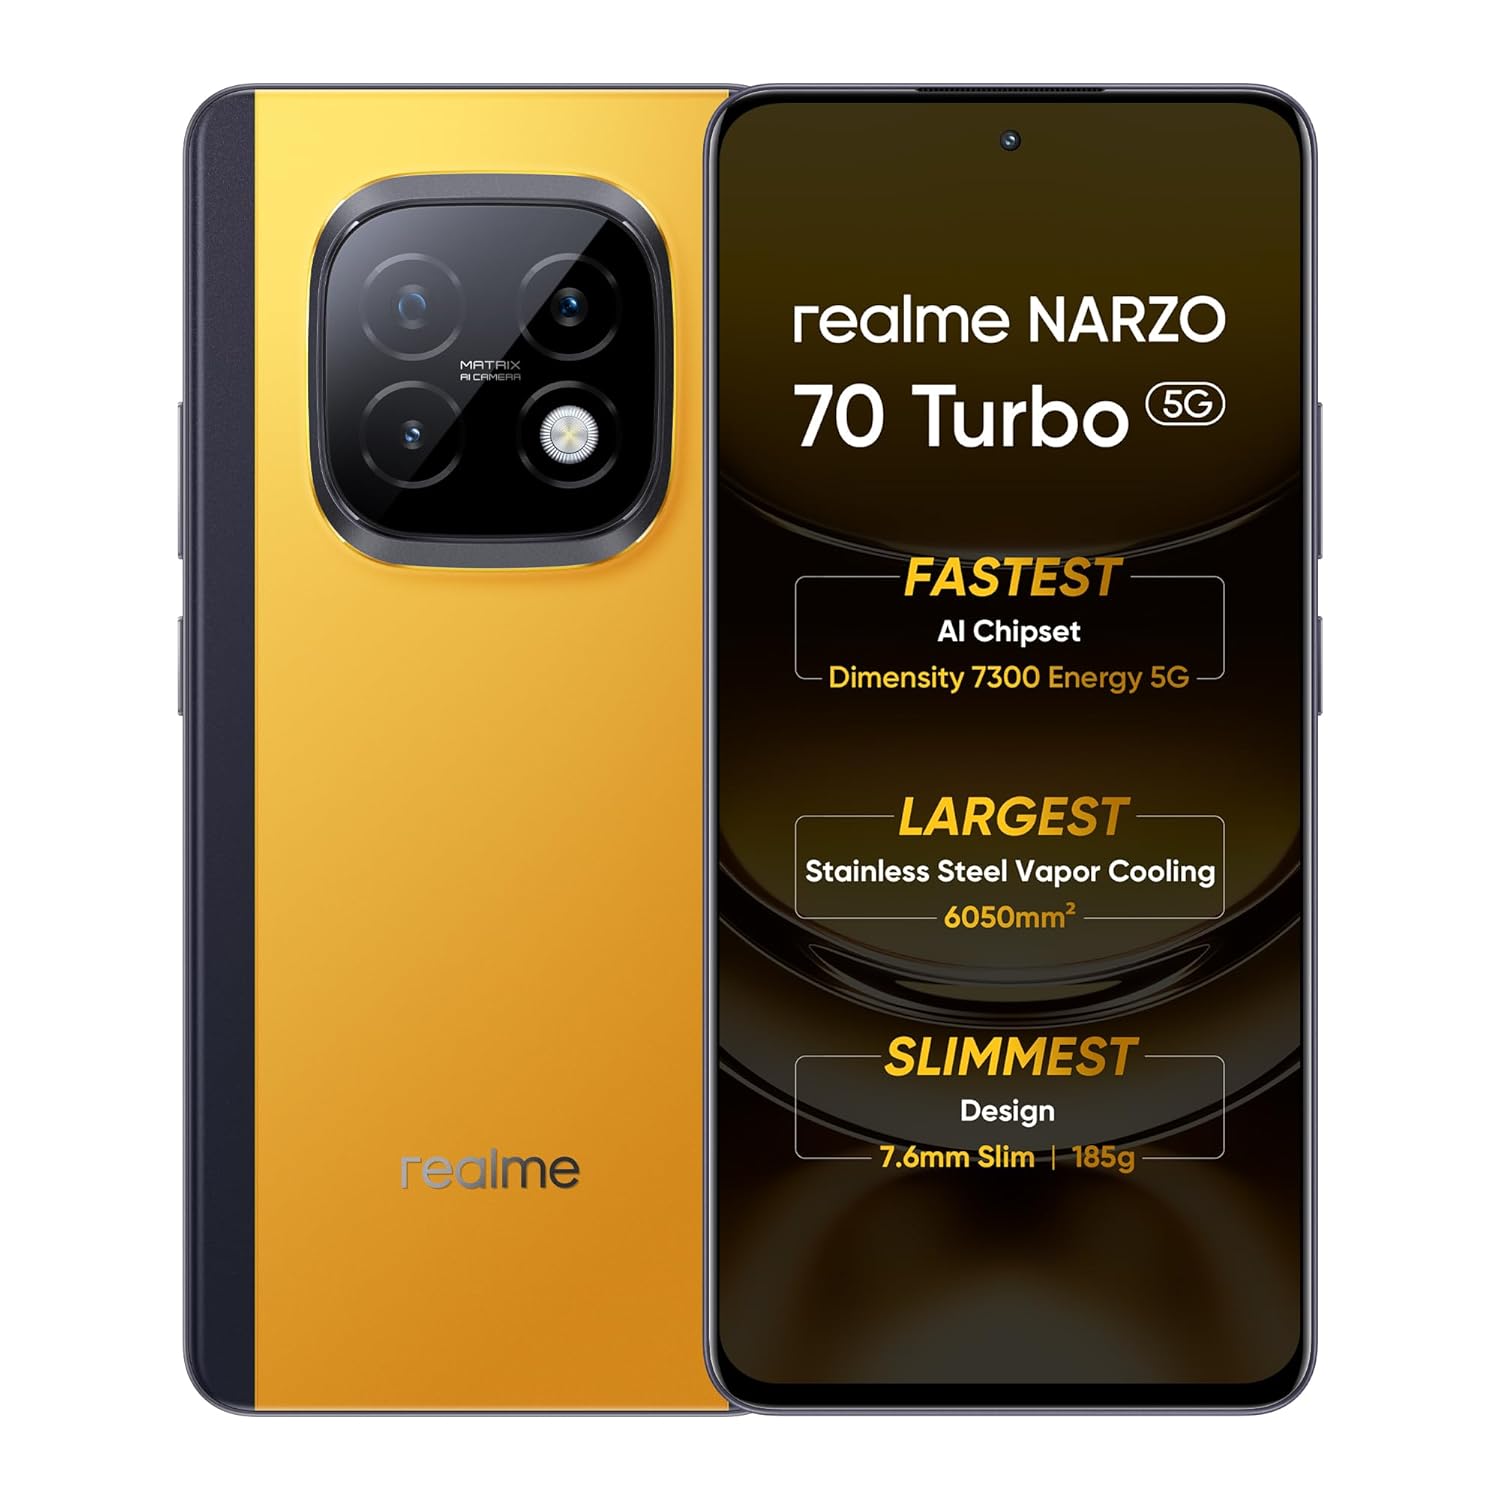 MATRIX
AI CAMERA
realme
realme NARZO
70 Turbo 5G
FASTEST
AI Chipset
Dimensity 7300 Energy 5G
LARGEST
Stainless Steel Vapor Cooling
6050mm²
SLIMMEST
Design
7.6mm Slim | 185g